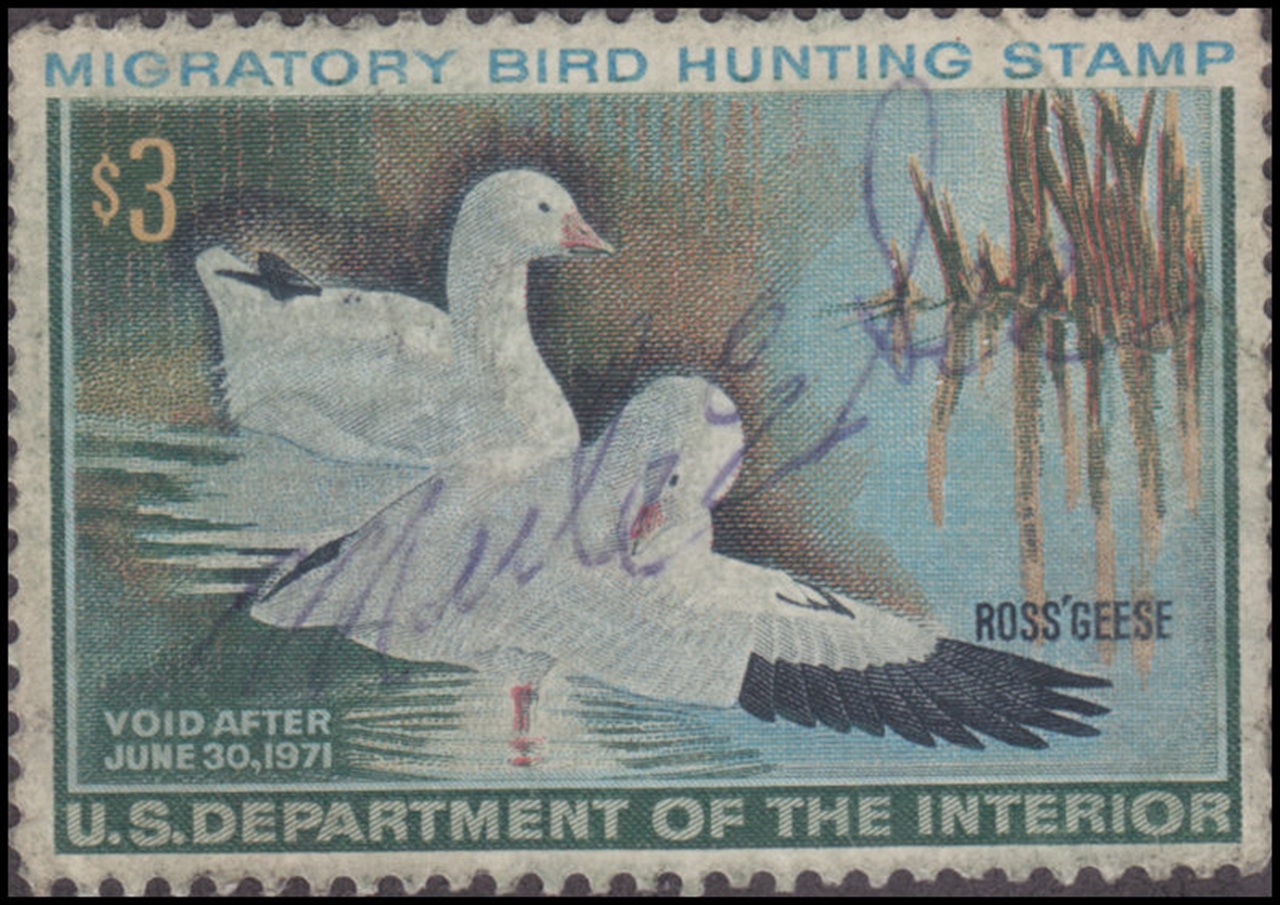 MIGRATORY BIRD HUNTING STAMP
$3
ROSS' GEESE
VOID AFTER
JUNE 30, 1971
U.S. DEPARTMENT OF THE INTERIOR